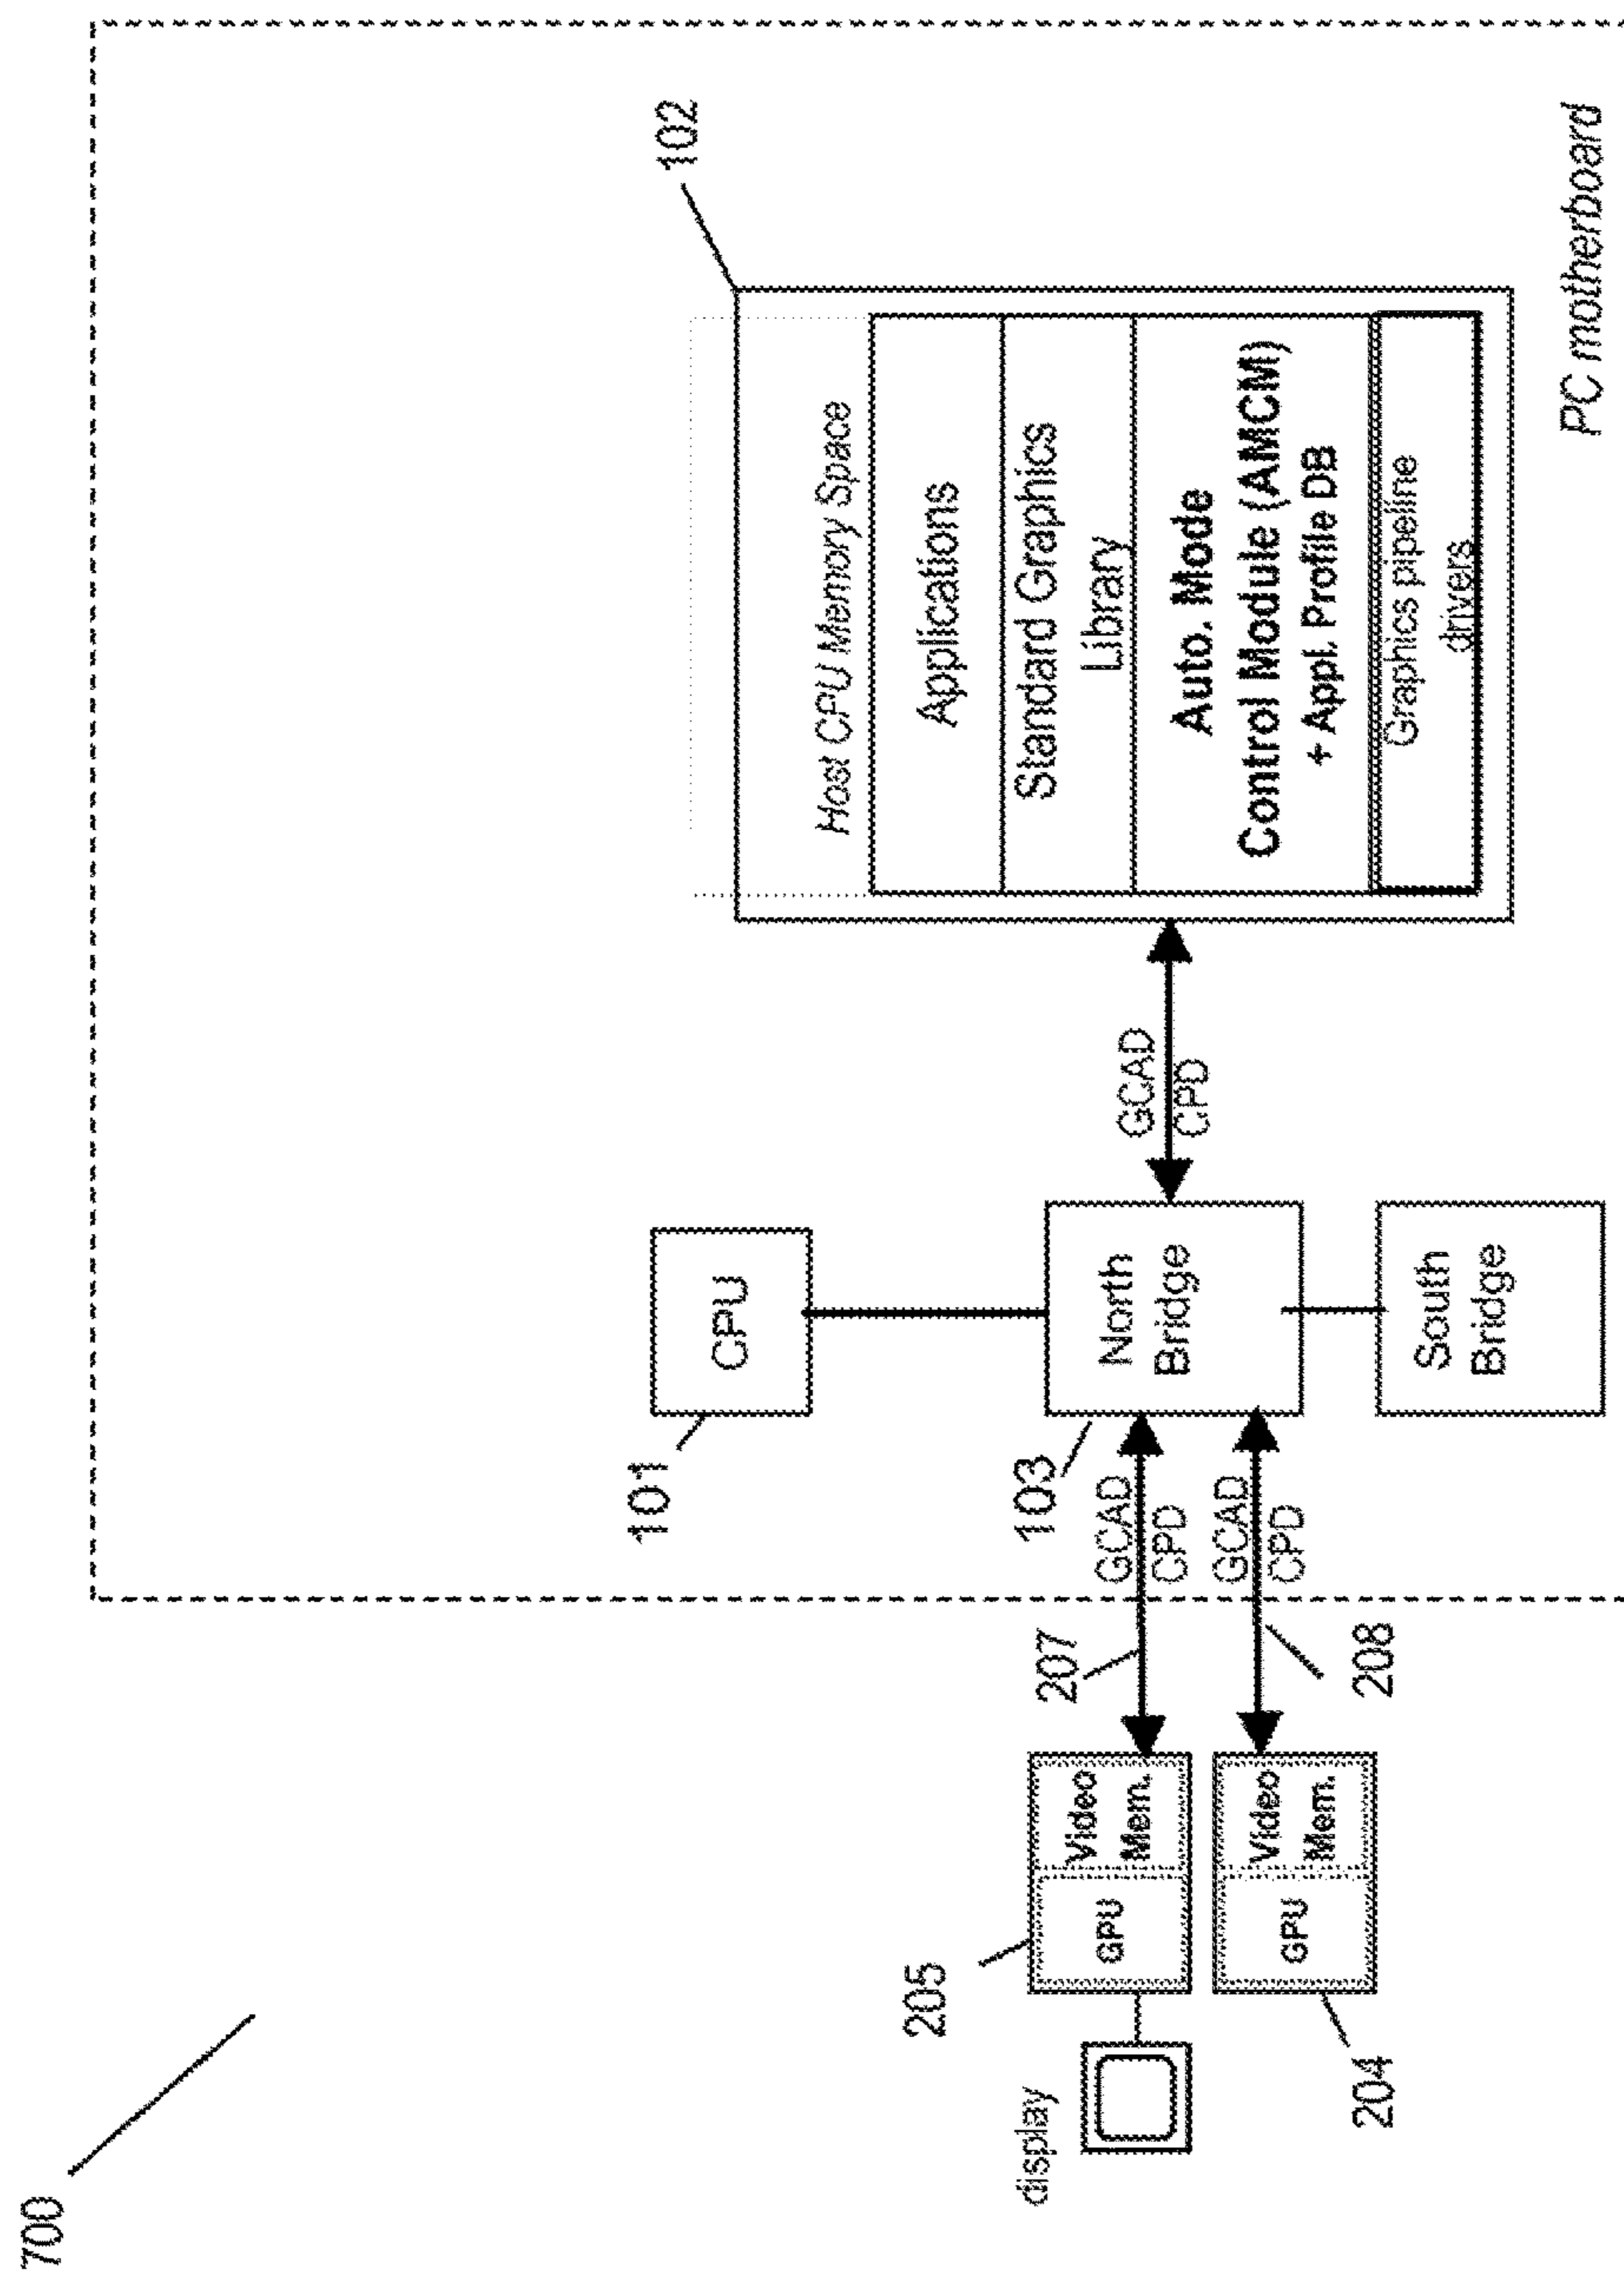 700
display
205
GPU
Video
Mem.
204
GPU
Video
Mem.
207
208
GCAD
CPD
GCAD
CPD
101
CPU
103
North
Bridge
South
Bridge
GCAD
CPD
102
Host CPU Memory Space
Applications
Standard Graphics
Library
Auto. Mode
Control Module (AMCM)
+ Appl. Profile DB
Graphics pipeline
drivers
PC motherboard